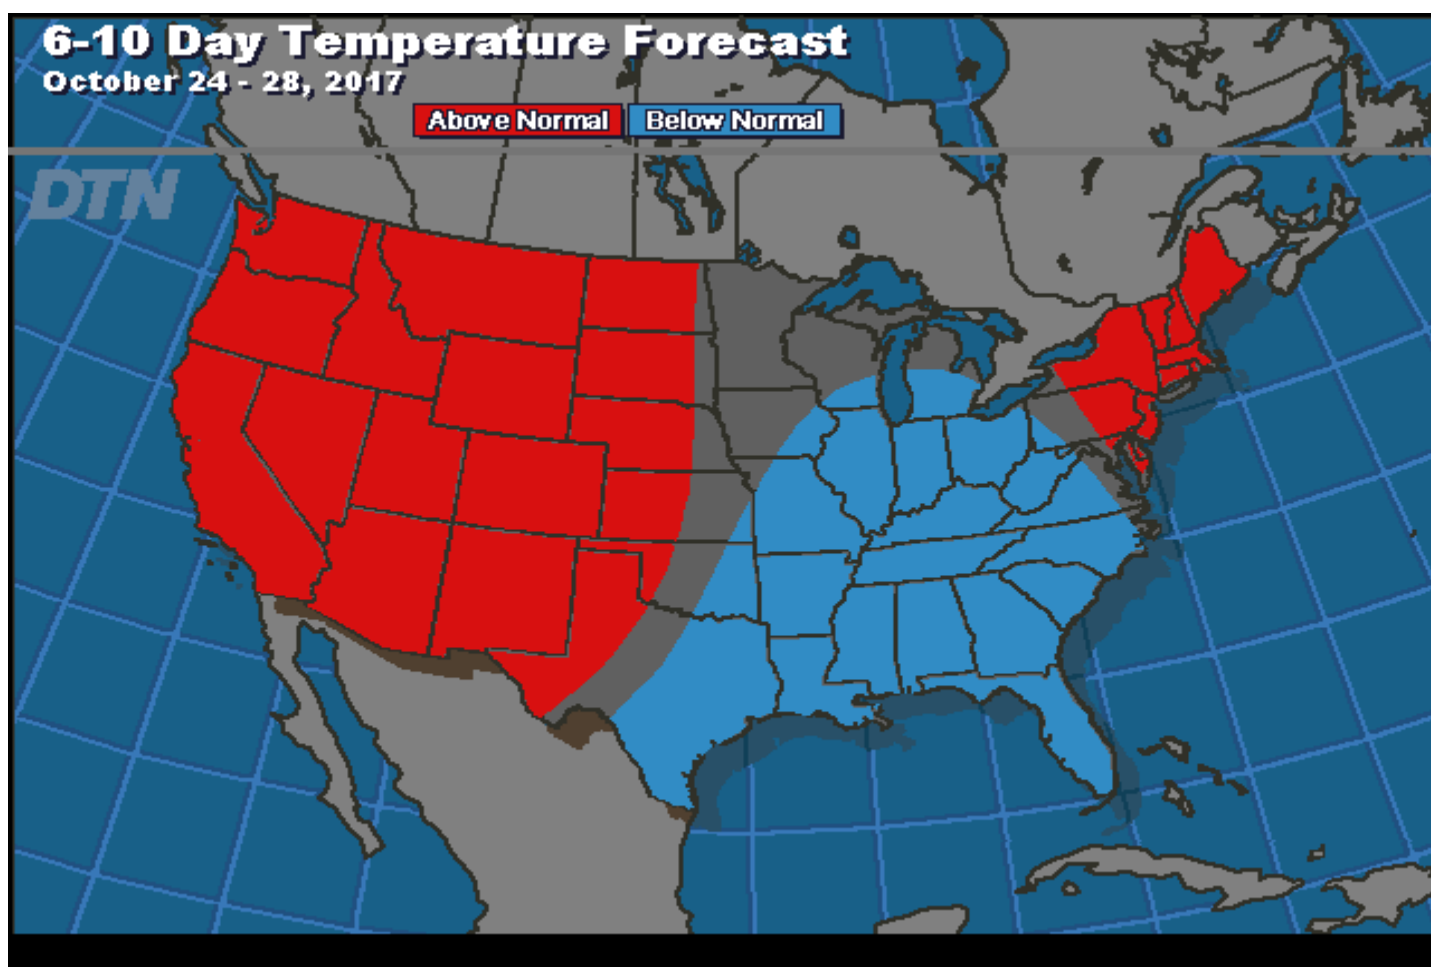 6-10 Day Temperature Forecast
October 24 - 28, 2017
Above Normal Below Normal
DTN